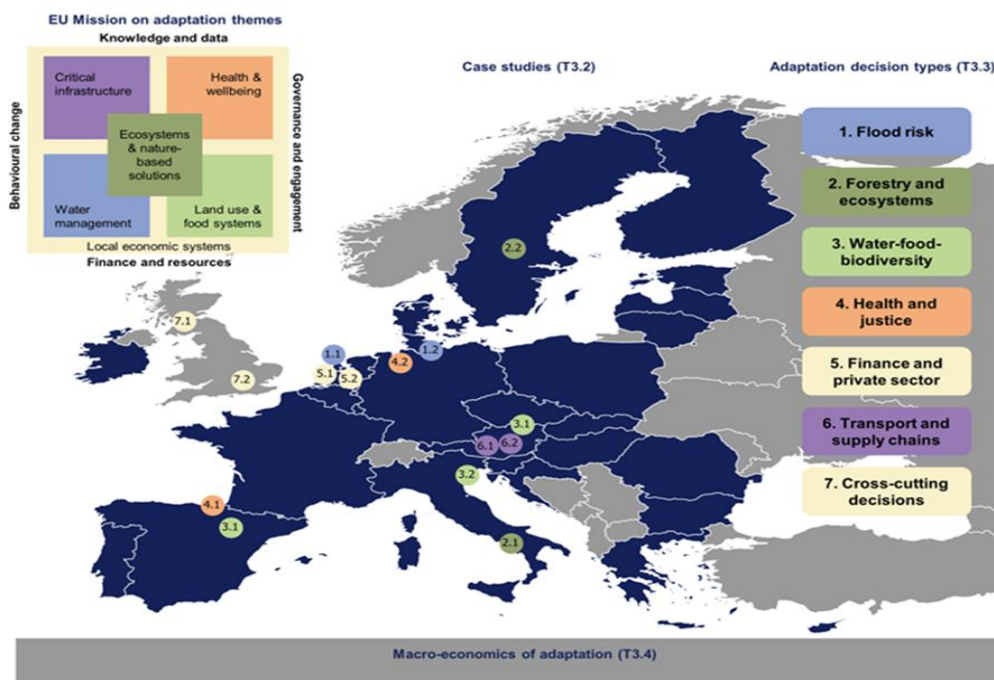 EU Mission on adaptation themes
Knowledge and data
Critical
infrastructure
Health &
wellbeing
Ecosystems
& nature-
based
solutions
Water
management
Land use &
food systems
Local economic systems
Finance and resources
Behavioural change
Governance and engagement
Case studies (T3.2)
Adaptation decision types (T3.3)
1. Flood risk
2. Forestry and
ecosystems
3. Water-food-
biodiversity
4. Health and
justice
5. Finance and
private sector
6. Transport and
supply chains
7. Cross-cutting
decisions
2.2
7.1
7.2
1.1
1.2
4.2
5.1
5.2
3.1
6.1
6.2
3.2
4.1
3.1
2.1
Macro-economics of adaptation (T3.4)